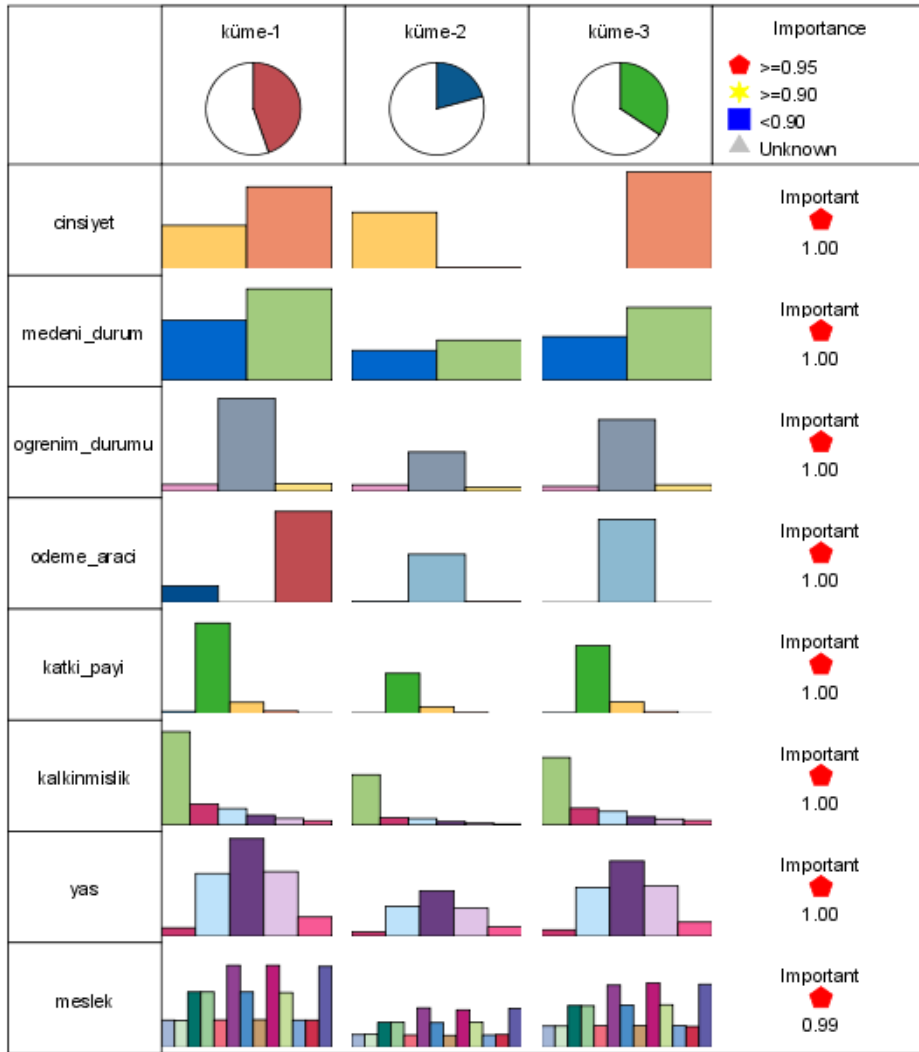 küme-1
küme-2
küme-3
Importance
>=0.95
>=0.90
<0.90
Unknown
cinsiyet
Important
1.00
medeni_durum
Important
1.00
ogrenim_durumu
Important
1.00
odeme_araci
Important
1.00
katki_payi
Important
1.00
kalkinmislik
Important
1.00
yas
Important
1.00
meslek
Important
0.99